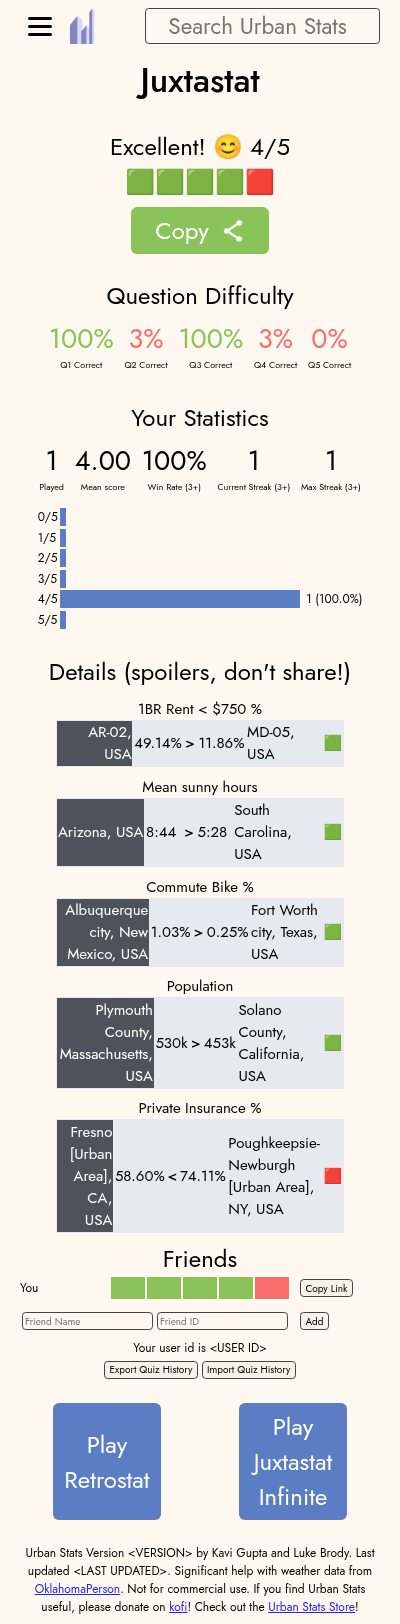 Search Urban Stats
Juxtastat
Excellent! 😊 4/5
🟩🟩🟩🟩🟥
Copy
Question Difficulty
100% 3% 100% 3% 0%
Q1 Correct Q2 Correct Q3 Correct Q4 Correct Q5 Correct
Your Statistics
1 4.00 100% 1 1
Played Mean score Win Rate (3+) Current Streak (3+) Max Streak (3+)
0/5
1/5
2/5
3/5
4/5 1 (100.0%)
5/5
Details (spoilers, don't share!)
1BR Rent < $750 %
AR-02,
USA
49.14% > 11.86%
MD-05,
USA
🟩
Mean sunny hours
Arizona, USA
8:44 > 5:28
South
Carolina,
USA
🟩
Commute Bike %
Albuquerque
city, New
Mexico, USA
1.03% > 0.25%
Fort Worth
city, Texas,
USA
🟩
Population
Plymouth
County,
Massachusetts,
USA
530k > 453k
Solano
County,
California,
USA
🟩
Private Insurance %
Fresno
[Urban
Area],
CA,
USA
58.60% < 74.11%
Poughkeepsie-
Newburgh
[Urban Area],
NY, USA
🟥
Friends
You
Copy Link
Friend Name
Friend ID
Add
Your user id is <USER ID>
Export Quiz History
Import Quiz History
Play
Retrostat
Play
Juxtastat
Infinite
Urban Stats Version <VERSION> by Kavi Gupta and Luke Brody. Last
updated <LAST UPDATED>. Significant help with weather data from
OklahomaPerson. Not for commercial use. If you find Urban Stats
useful, please donate on kofi! Check out the Urban Stats Store!